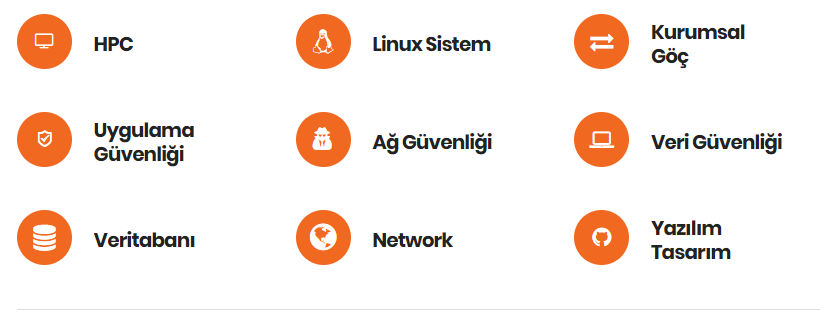 HPC
Linux Sistem
Kurumsal
Göç
Uygulama
Güvenliği
Ağ Güvenliği
Veri Güvenliği
Veritabanı
Network
Yazılım
Tasarım